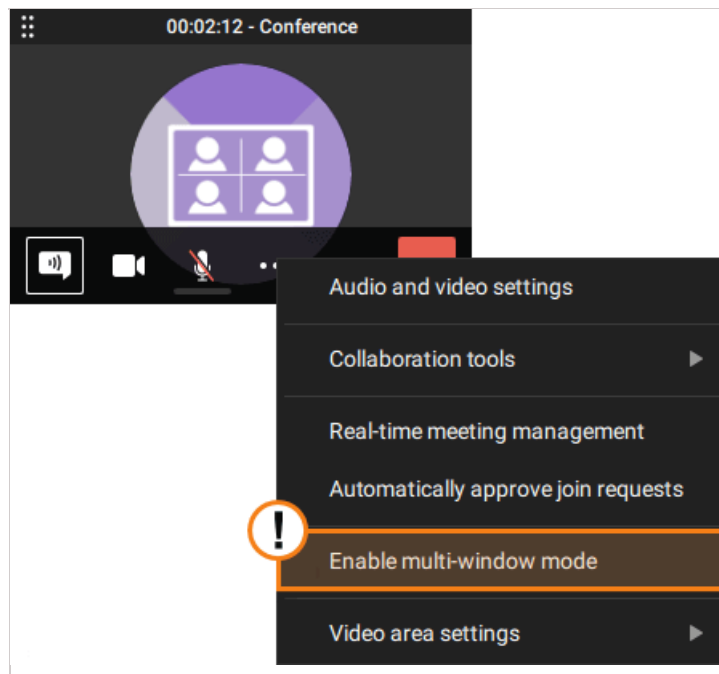 00:02:12 - Conference
Audio and video settings
Collaboration tools
Real-time meeting management
Automatically approve join requests
!
Enable multi-window mode
Video area settings